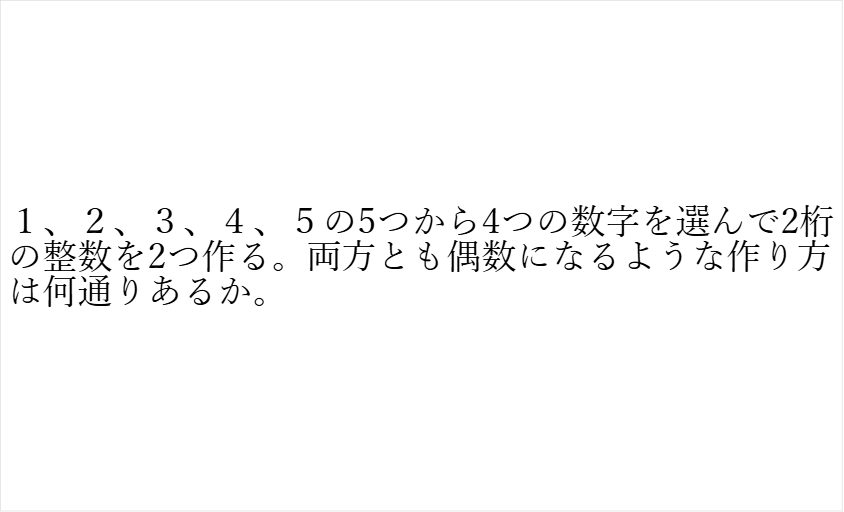 １、２、３、４、５の5つから4つの数字を選んで2桁
の整数を2つ作る。両方とも偶数になるような作り方
は何通りあるか。